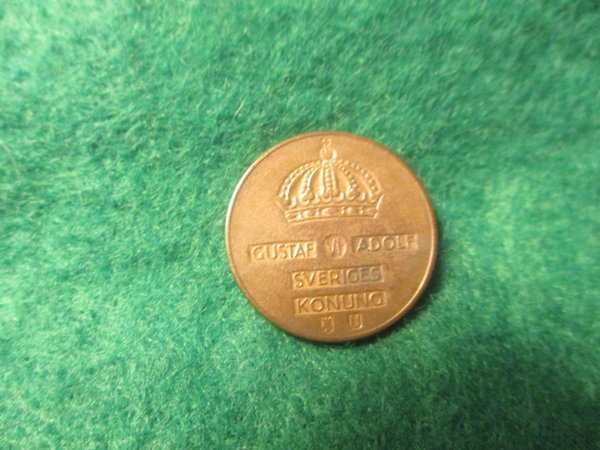 GUSTAF VI ADOLF
SVERIGES
KONUNG
U